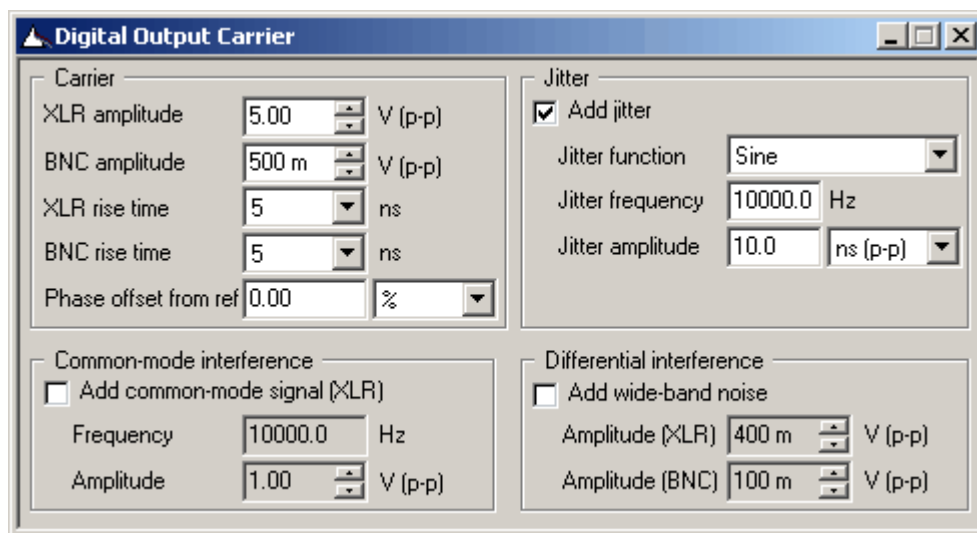 Digital Output Carrier
Carrier
XLR amplitude 5.00 V (p-p)
BNC amplitude 500 m V (p-p)
XLR rise time 5 ns
BNC rise time 5 ns
Phase offset from ref 0.00 %
Jitter
Add jitter
Jitter function Sine
Jitter frequency 10000.0 Hz
Jitter amplitude 10.0 ns (p-p)
Common-mode interference
Add common-mode signal (XLR)
Frequency 10000.0 Hz
Amplitude 1.00 V (p-p)
Differential interference
Add wide-band noise
Amplitude (XLR) 400 m V (p-p)
Amplitude (BNC) 100 m V (p-p)